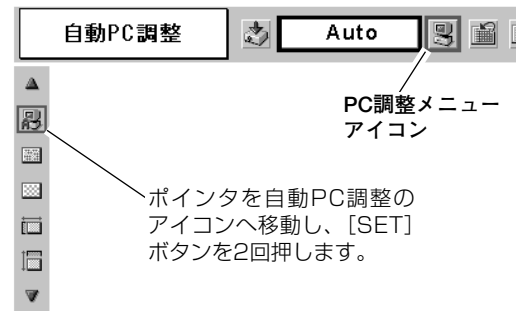 自動PC調整
Auto
PC調整メニュー
アイコン
ポインタを自動PC調整の
アイコンへ移動し、［SET］
ボタンを2回押します。